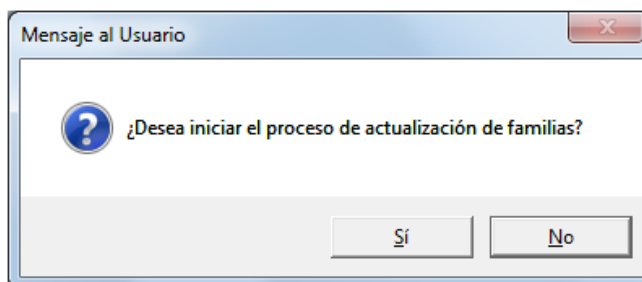 Mensaje al Usuario
¿Desea iniciar el proceso de actualización de familias?
Sí
No